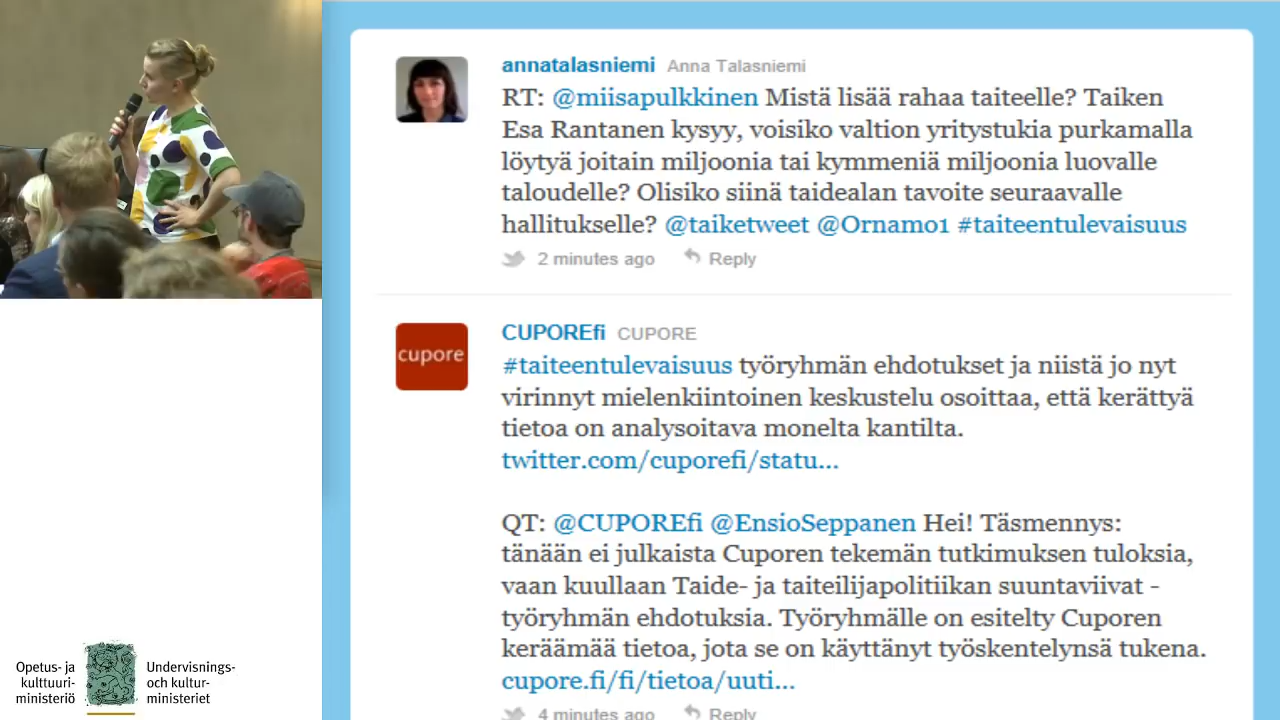 annatalasniemi Anna Talasniemi
RT: @miisapulkkinen Mistä lisää rahaa taiteelle? Taiken
Esa Rantanen kysyy, voisiko valtion yritystukia purkamalla
löytyä joitain miljoonia tai kymmeniä miljoonia luovalle
taloudelle? Olisiko siinä taidealan tavoite seuraavalle
hallitukselle? @taiketweet @Ornamo1 #taiteentulevaisuus
2 minutes ago Reply
cupore
CUPOREfi CUPORE
#taiteentulevaisuus työryhmän ehdotukset ja niistä jo nyt
virinnyt mielenkiintoinen keskustelu osoittaa, että kerättyä
tietoa on analysoitava monelta kantilta.
twitter.com/cuporefi/statu...
QT: @CUPOREfi @EnsioSeppanen Hei! Täsmennys:
tänään ei julkaista Cuporen tekemän tutkimuksen tuloksia,
vaan kuullaan Taide- ja taiteilijapolitiikan suuntaviivat -
työryhmän ehdotuksia. Työryhmälle on esitelty Cuporen
keräämää tietoa, jota se on käyttänyt työskentelynsä tukena.
cupore.fi/fi/tietoa/uuti...
4 minutes ago Reply
Opetus- ja
kulttuuri-
ministeriö
Undervisnings-
och kultur-
ministeriet